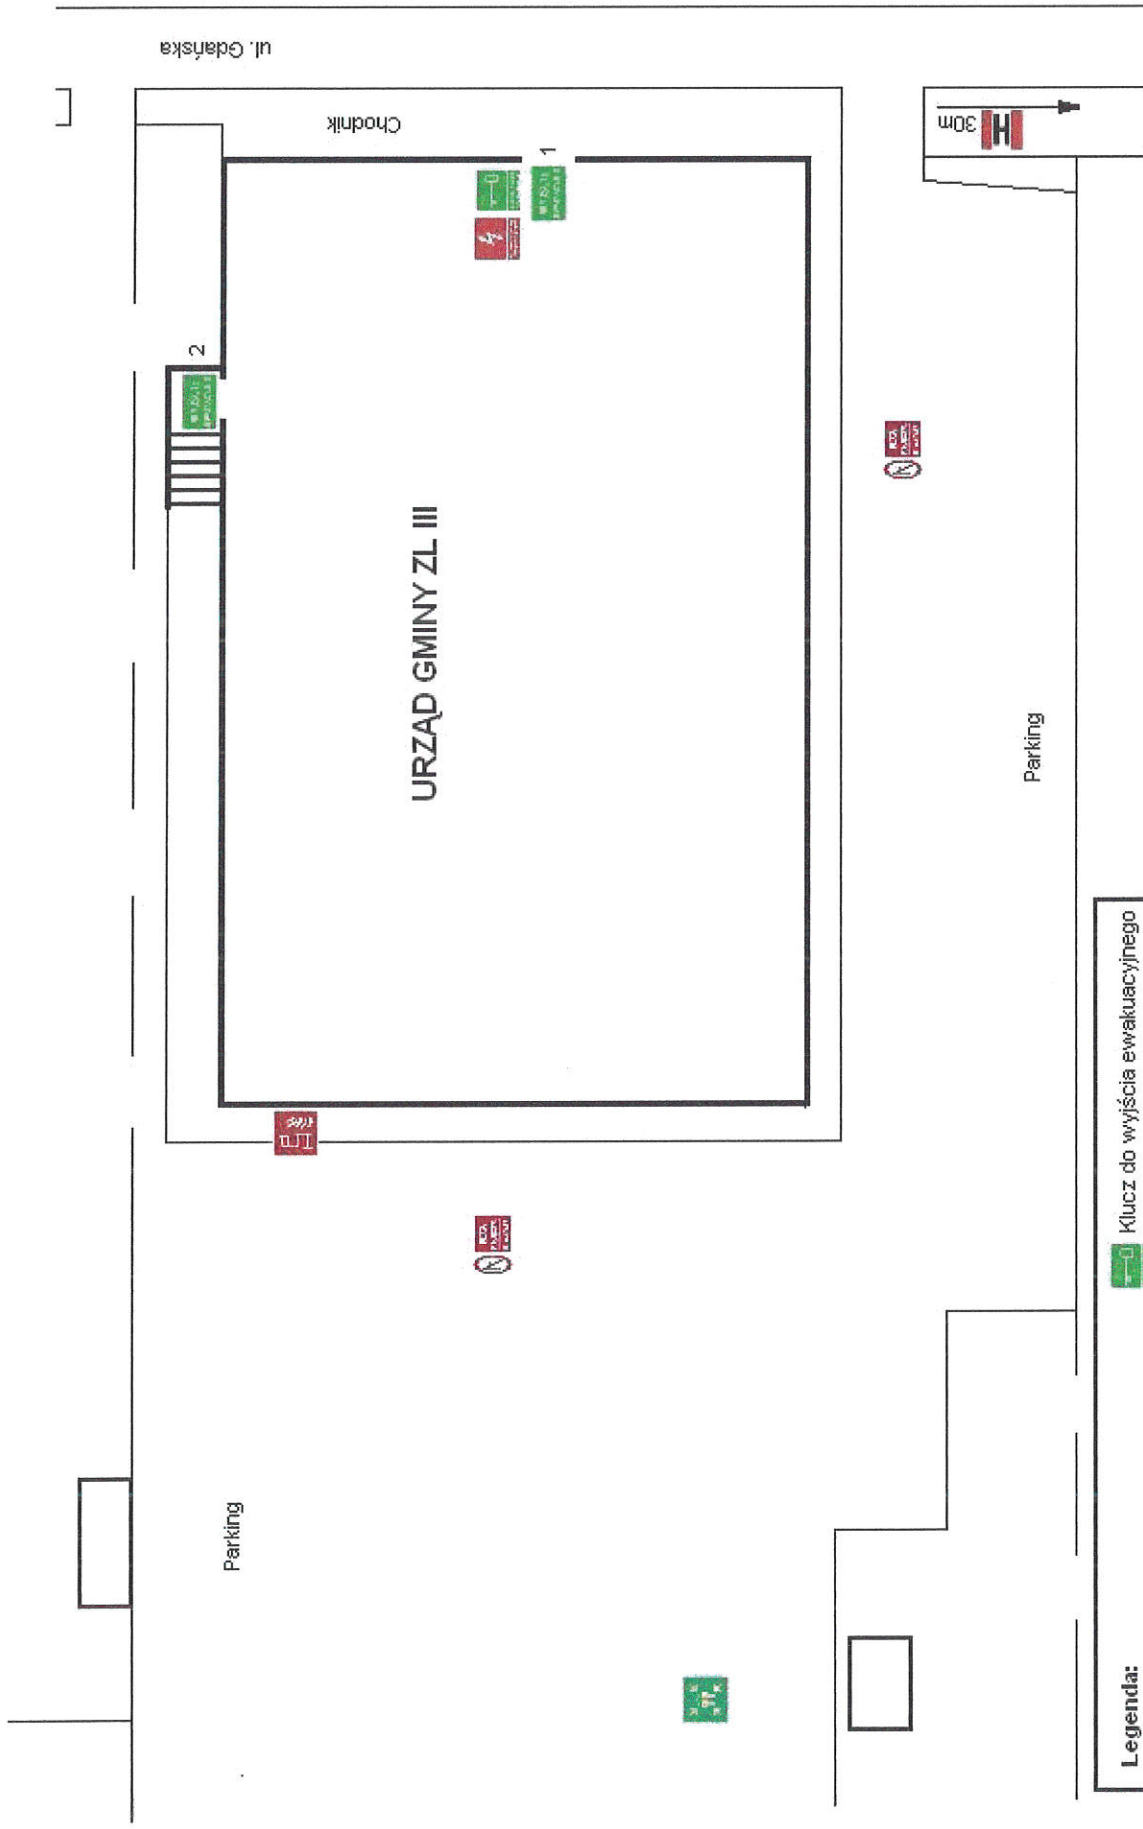 ul. Gdańska
Chodnik
1
2
30m
H
URZĄD GMINY ZL III
Parking
Parking
Legenda:
Klucz do wyjścia ewakuacyjnego